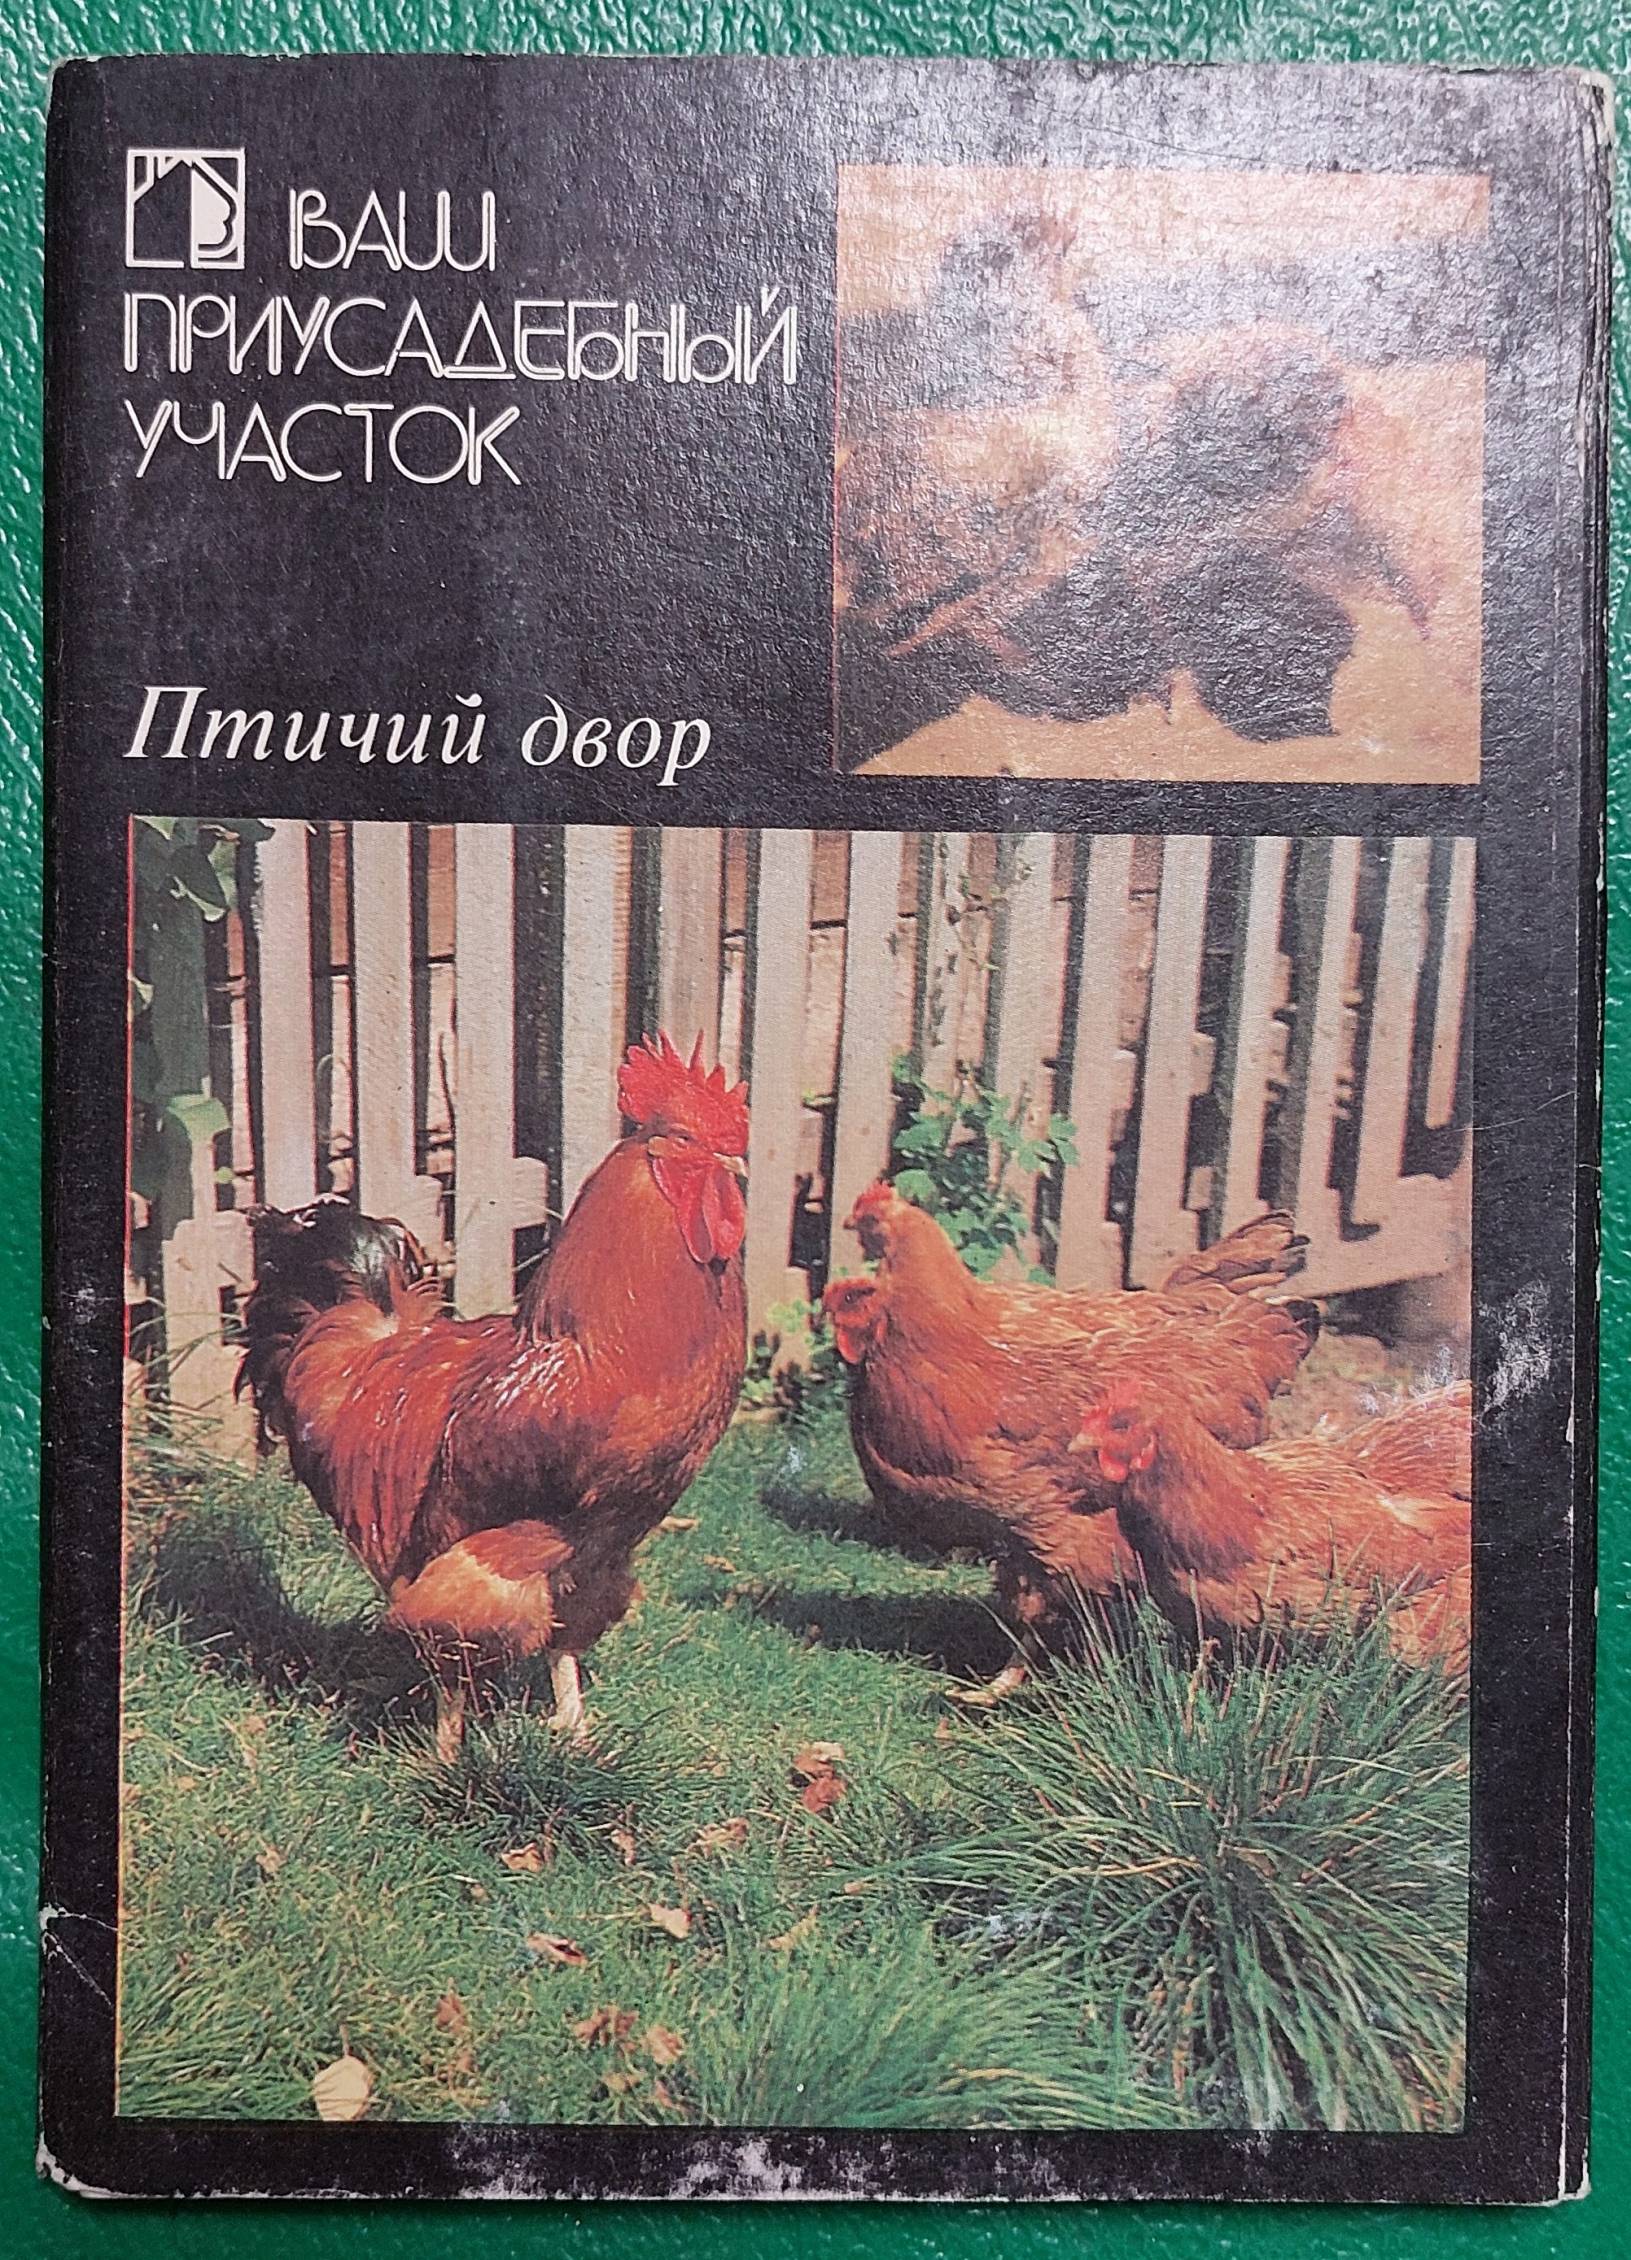 ВАШ
ПРИУСАДЕБНЫЙ
УЧАСТОК
Птичий двор